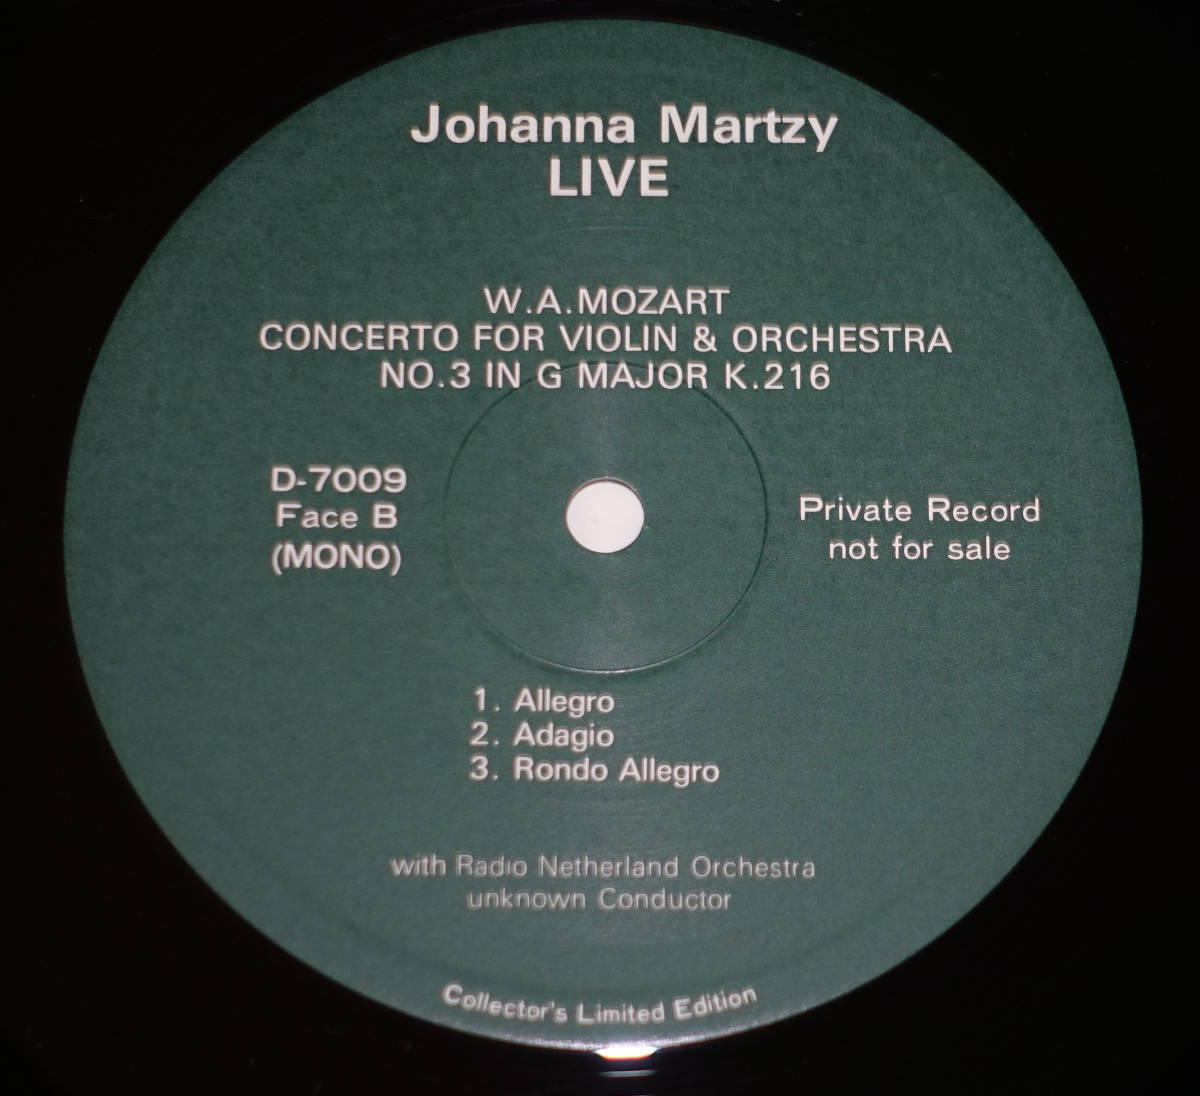 Johanna Martzy
LIVE
W.A.MOZART
CONCERTO FOR VIOLIN & ORCHESTRA
NO.3 IN G MAJOR K.216
D-7009
Face B
(MONO)
Private Record
not for sale
1. Allegro
2. Adagio
3. Rondo Allegro
with Radio Netherland Orchestra
unknown Conductor
Collector's Limited Edition